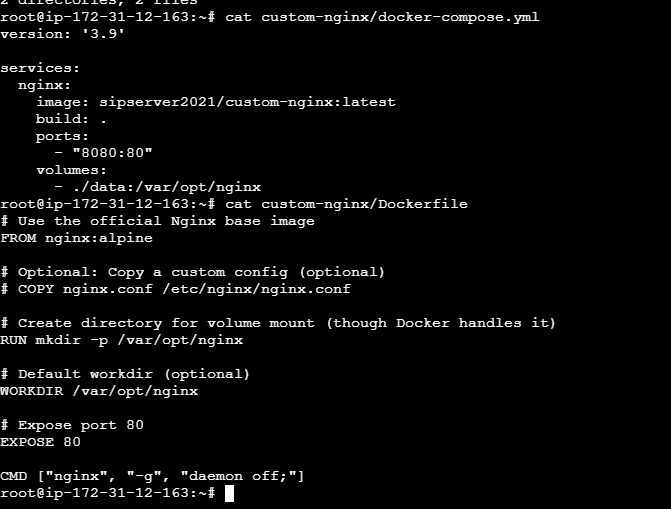 2 directories, 2 files
root@ip-172-31-12-163:~# cat custom-nginx/docker-compose.yml
version: '3.9'

services:
  nginx:
    image: sipserver2021/custom-nginx:latest
    build: .
    ports:
      - "8080:80"
    volumes:
      - ./data:/var/opt/nginx
root@ip-172-31-12-163:~# cat custom-nginx/Dockerfile
# Use the official Nginx base image
FROM nginx:alpine

# Optional: Copy a custom config (optional)
# COPY nginx.conf /etc/nginx/nginx.conf

# Create directory for volume mount (though Docker handles it)
RUN mkdir -p /var/opt/nginx

# Default workdir (optional)
WORKDIR /var/opt/nginx

# Expose port 80
EXPOSE 80

CMD ["nginx", "-g", "daemon off;"]
root@ip-172-31-12-163:~#